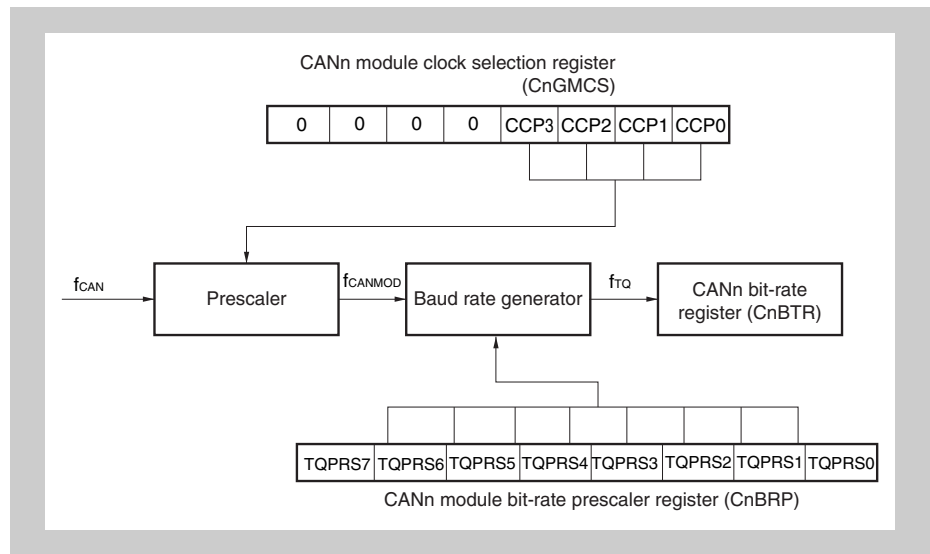 CANn module clock selection register
(CnGMCS)
0 0 0 0 CCP3 CCP2 CCP1 CCP0
fCAN
Prescaler
fCANMOD
Baud rate generator
fTQ
CANn bit-rate
register (CnBTR)
TQPRS7 TQPRS6 TQPRS5 TQPRS4 TQPRS3 TQPRS2 TQPRS1 TQPRS0
CANn module bit-rate prescaler register (CnBRP)